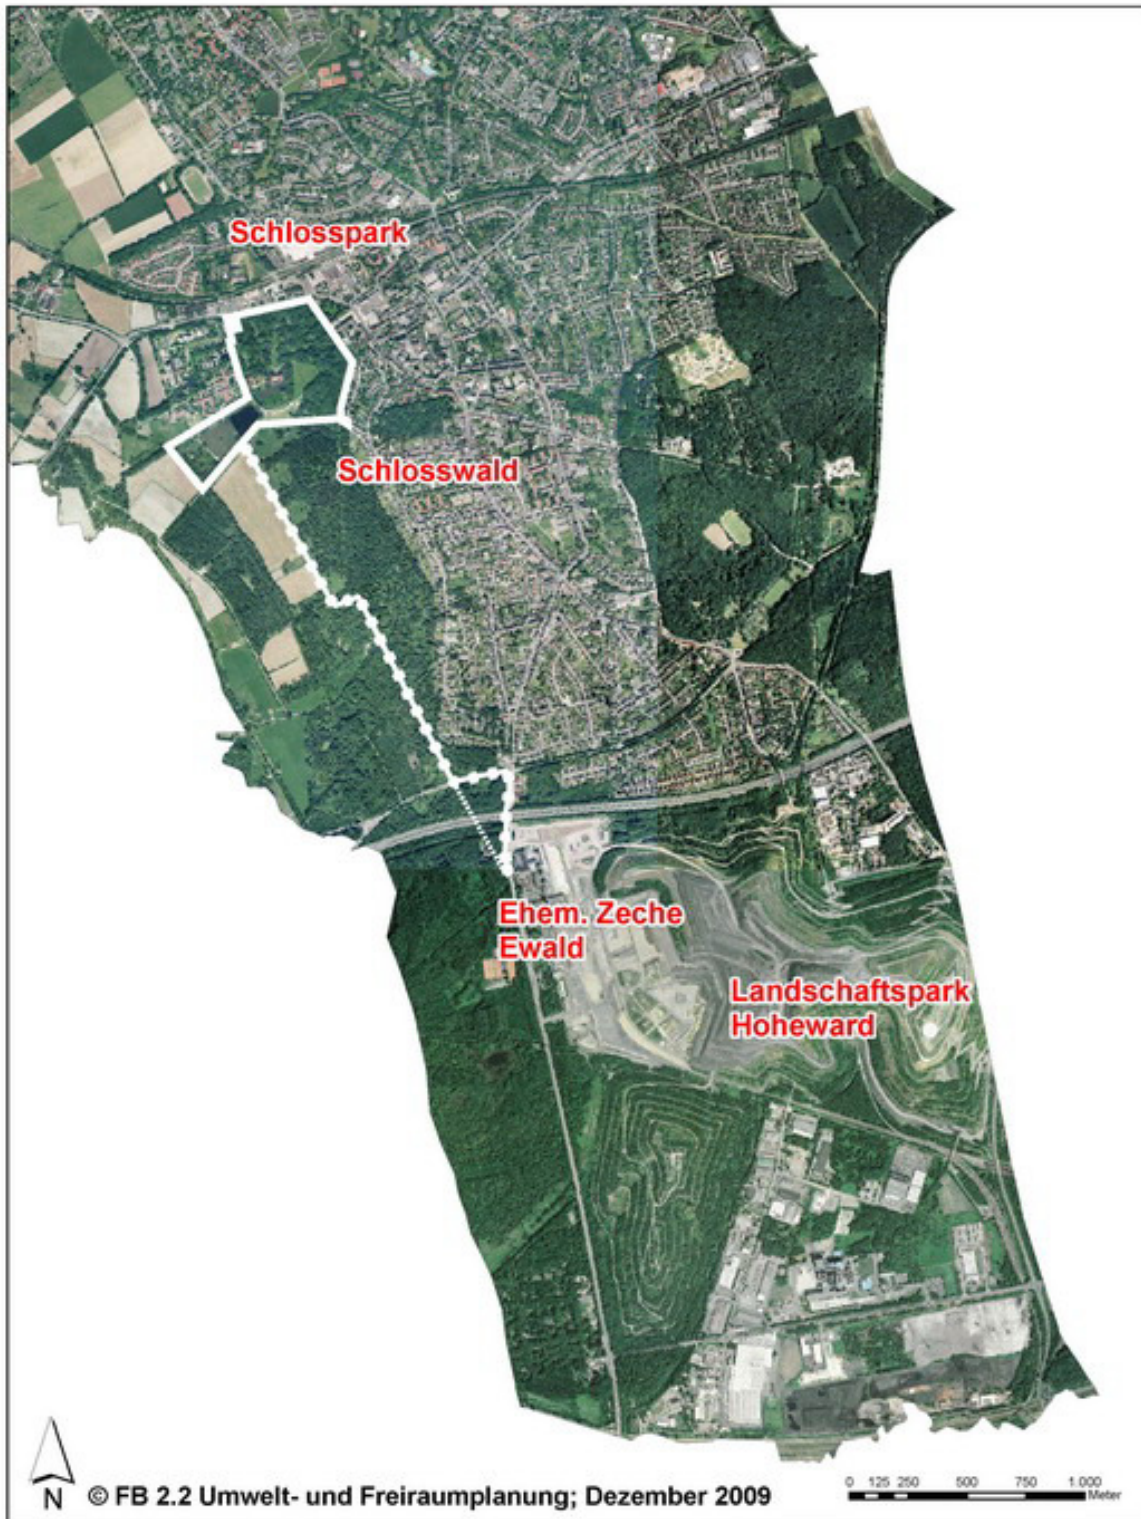 Schlosspark
Schlosswald
Ehem. Zeche
Ewald
Landschaftspark
Hoheward
N
© FB 2.2 Umwelt- und Freiraumplanung; Dezember 2009
0 125 250 500 750 1.000
Meter